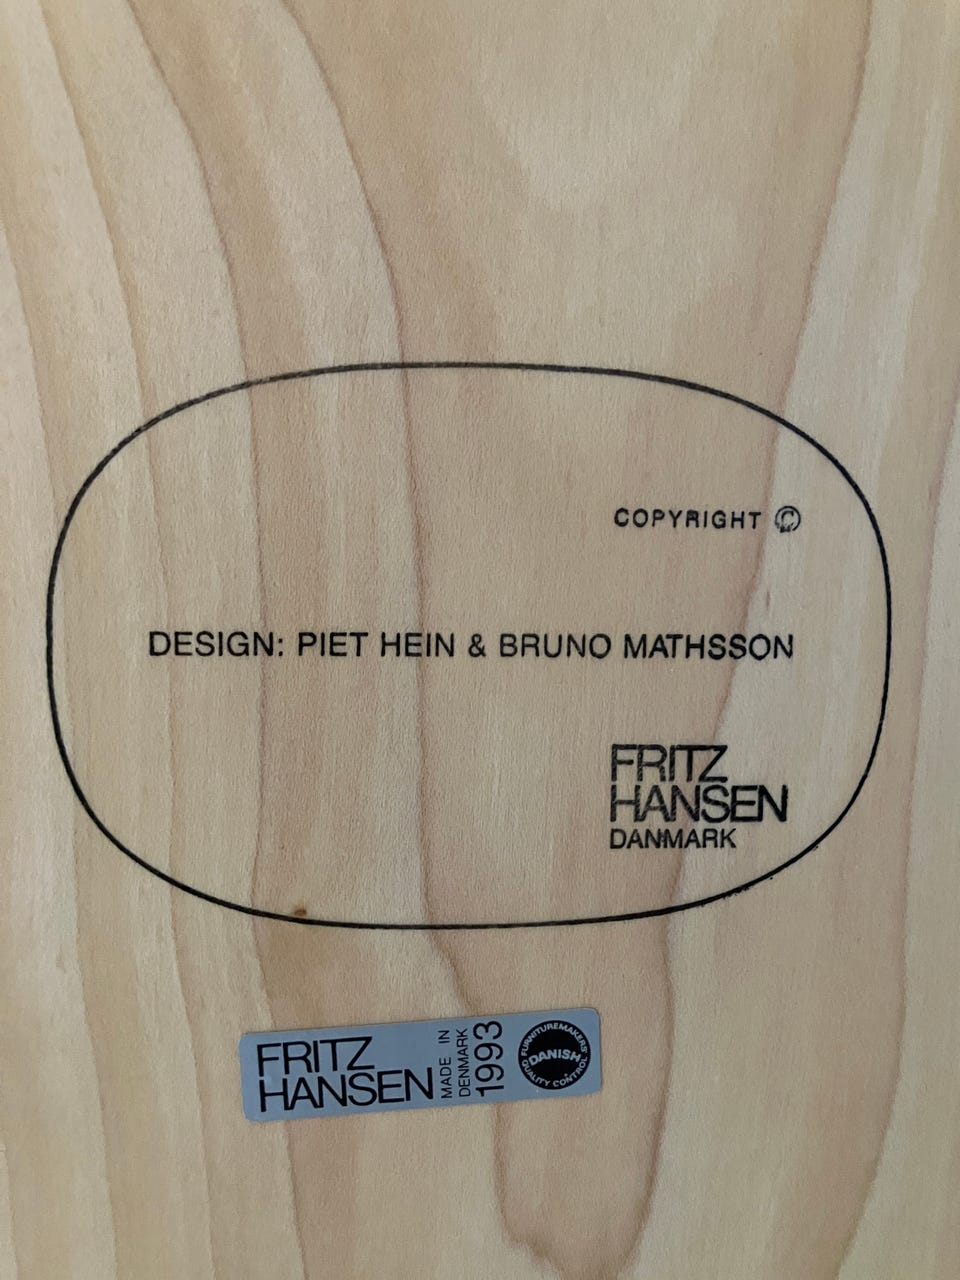 COPYRIGHT ©
DESIGN: PIET HEIN & BRUNO MATHSSON
FRITZ
HANSEN
DANMARK
FRITZ
HANSEN
MADE IN
DENMARK
1993
FURNITUREMAKERS'
DANISH
QUALITY CONTROL